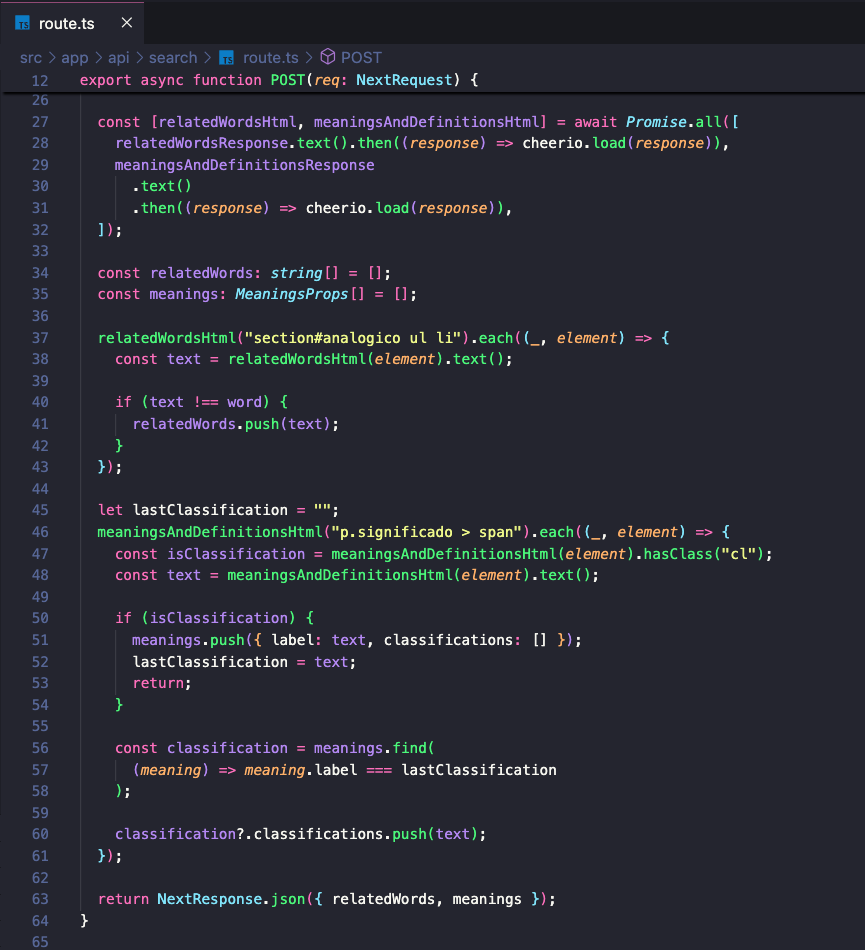 TS route.ts ×
src > app > api > search > TS route.ts > POST
12 export async function POST(req: NextRequest) {
26
27 const [relatedWordsHtml, meaningsAndDefinitionsHtml] = await Promise.all([
28 relatedWordsResponse.text().then((response) => cheerio.load(response)),
29 meaningsAndDefinitionsResponse
30 .text()
31 .then((response) => cheerio.load(response)),
32 ]);
33
34 const relatedWords: string[] = [];
35 const meanings: MeaningsProps[] = [];
36
37 relatedWordsHtml("section#analogico ul li").each((_, element) => {
38 const text = relatedWordsHtml(element).text();
39
40 if (text !== word) {
41 relatedWords.push(text);
42 }
43 });
44
45 let lastClassification = "";
46 meaningsAndDefinitionsHtml("p.significado > span").each((_, element) => {
47 const isClassification = meaningsAndDefinitionsHtml(element).hasClass("cl");
48 const text = meaningsAndDefinitionsHtml(element).text();
49
50 if (isClassification) {
51 meanings.push({ label: text, classifications: [] });
52 lastClassification = text;
53 return;
54 }
55
56 const classification = meanings.find(
57 (meaning) => meaning.label === lastClassification
58 );
59
60 classification?.classifications.push(text);
61 });
62
63 return NextResponse.json({ relatedWords, meanings });
64 }
65